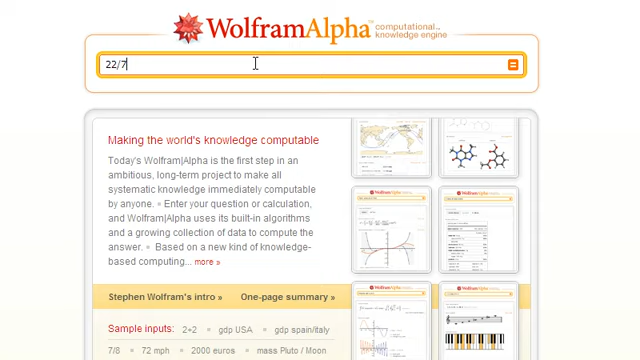 WolframAlpha™ computational... knowledge engine
22/7
Making the world's knowledge computable
Today's Wolfram|Alpha is the first step in an
ambitious, long-term project to make all
systematic knowledge immediately computable
by anyone. Enter your question or calculation,
and Wolfram|Alpha uses its built-in algorithms
and a growing collection of data to compute the
answer. Based on a new kind of knowledge-
based computing... more »
Stephen Wolfram's intro » One-page summary »
Sample inputs: 2+2 gdp USA gdp spain/italy
7/8 72 mph 2000 euros mass Pluto / Moon